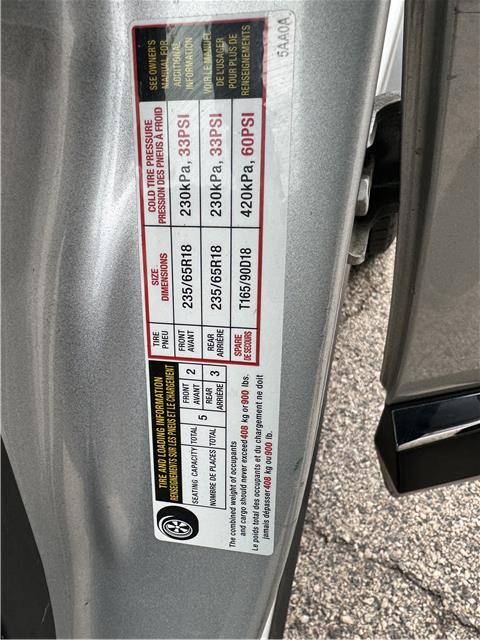 TIRE AND LOADING INFORMATION
RENSEIGNEMENTS SUR LES PNEUS ET LE CHARGEMENT
SEATING CAPACITY TOTAL 5 FRONT AVANT 2
NOMBRE DE PLACES TOTAL REAR ARRIÈRE 3
The combined weight of occupants
and cargo should never exceed 408 kg or 900 lbs.
Le poids total des occupants et du chargement ne doit
jamais dépasser 408 kg ou 900 lb.
TIRE PNEU SIZE DIMENSIONS COLD TIRE PRESSURE PRESSION DES PNEUS À FROID
FRONT AVANT 235/65R18 230kPa, 33PSI
REAR ARRIÈRE 235/65R18 230kPa, 33PSI
SPARE DE SECOURS T165/90D18 420kPa, 60PSI
SEE OWNER'S
MANUAL FOR
ADDITIONAL
INFORMATION
VOIR LE MANUEL
DE L'USAGER
POUR PLUS DE
RENSEIGNEMENTS
5AA0A